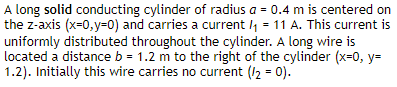 A long solid conducting cylinder of radius a = 0.4 m is centered on
the z-axis (x=0,y=0) and carries a current I1 = 11 A. This current is
uniformly distributed throughout the cylinder. A long wire is
located a distance b = 1.2 m to the right of the cylinder (x=0, y=
1.2). Initially this wire carries no current (I2 = 0).